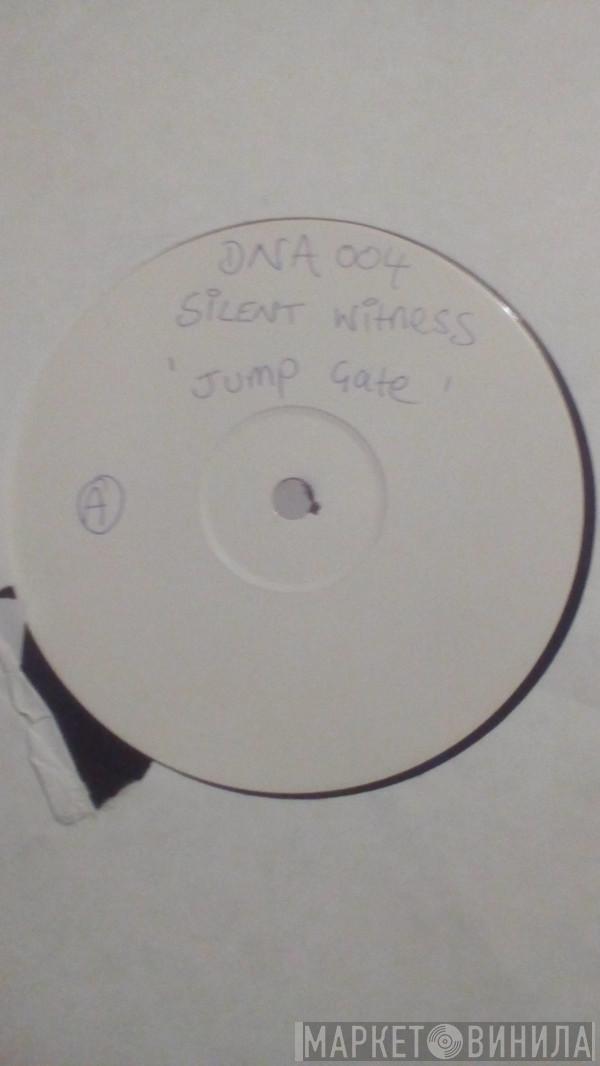 DNA 004
SILENT WITNESS
'JUMP Gate'
A
МАРКЕТ ВИНИЛА